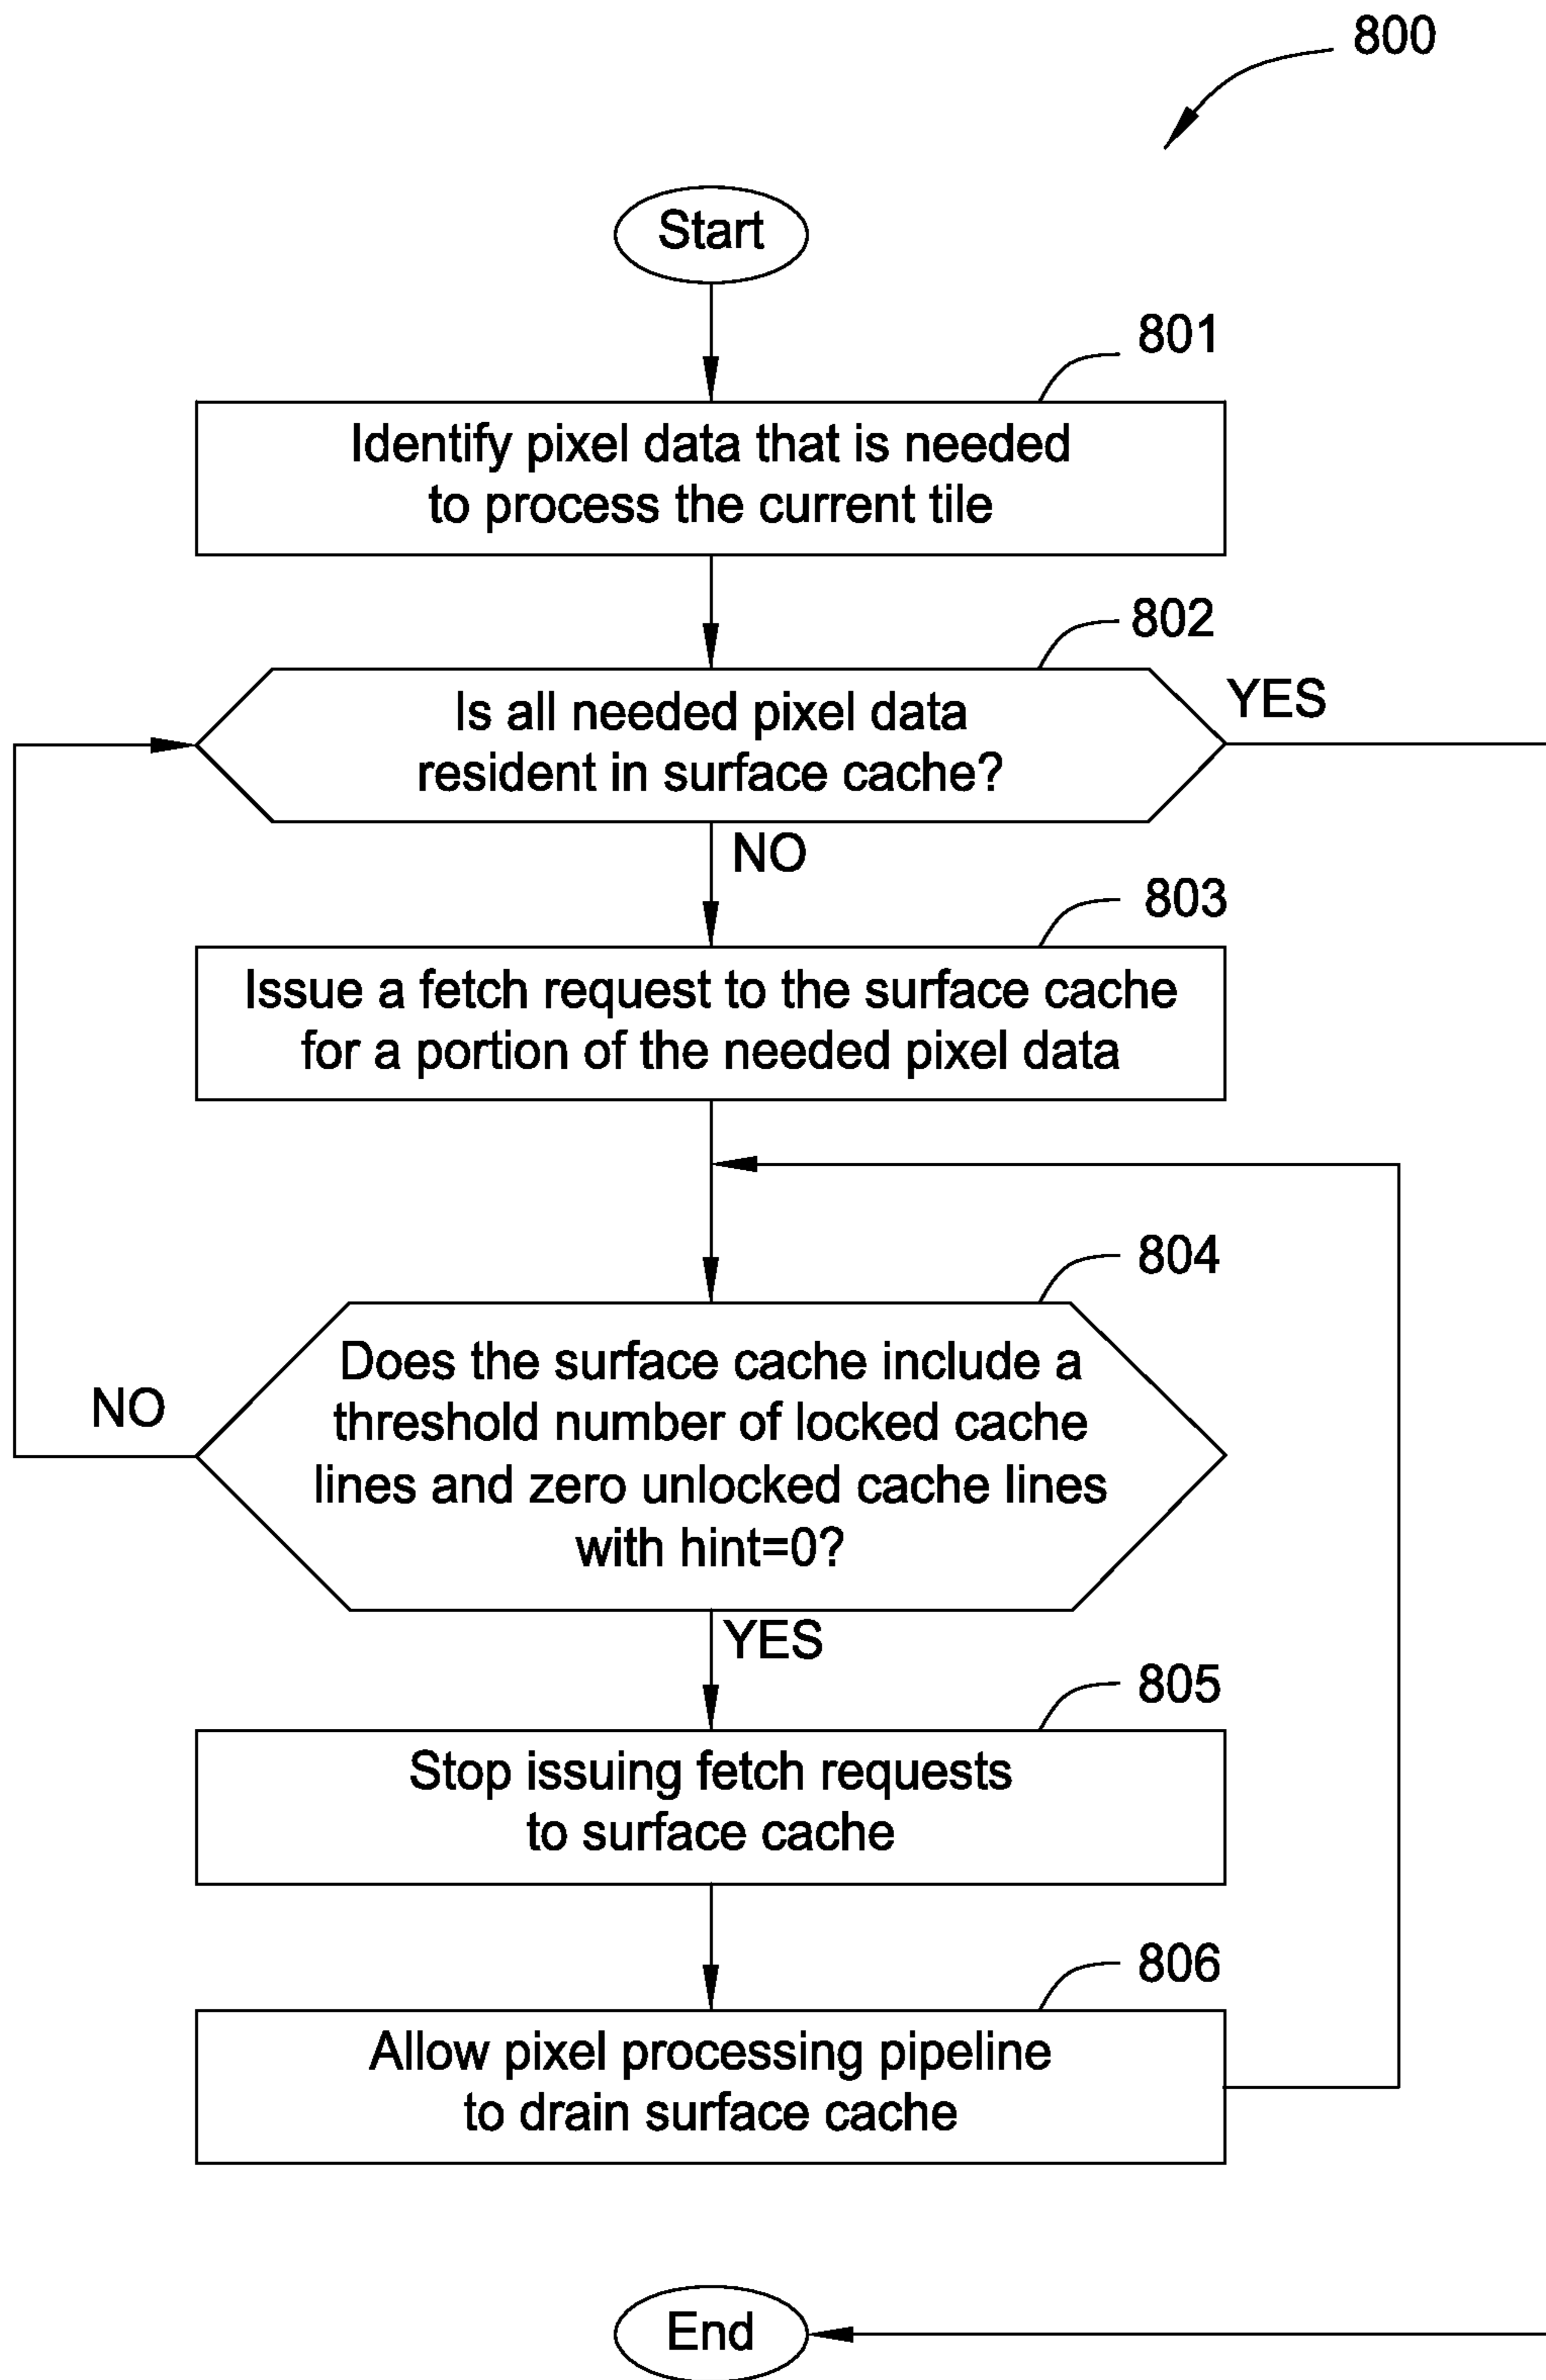 800
Start
801
Identify pixel data that is needed
to process the current tile
802
Is all needed pixel data
resident in surface cache?
YES
NO
803
Issue a fetch request to the surface cache
for a portion of the needed pixel data
804
Does the surface cache include a
threshold number of locked cache
lines and zero unlocked cache lines
with hint=0?
NO
YES
805
Stop issuing fetch requests
to surface cache
806
Allow pixel processing pipeline
to drain surface cache
End